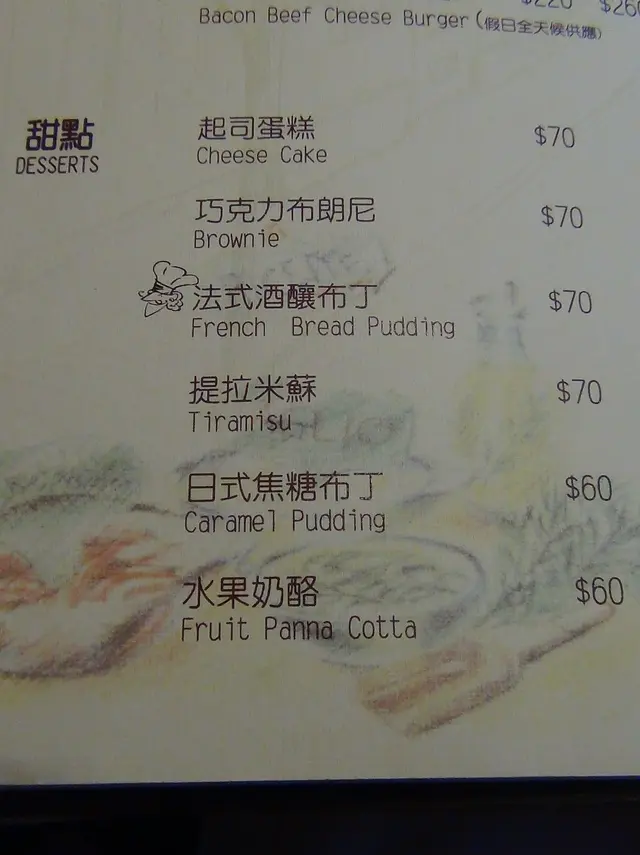 $220 $260
Bacon Beef Cheese Burger (假日全天候供應)
甜點
DESSERTS
起司蛋糕 $70
Cheese Cake
巧克力布朗尼 $70
Brownie
法式酒釀布丁 $70
French Bread Pudding
提拉米蘇 $70
Tiramisu
日式焦糖布丁 $60
Caramel Pudding
水果奶酪 $60
Fruit Panna Cotta